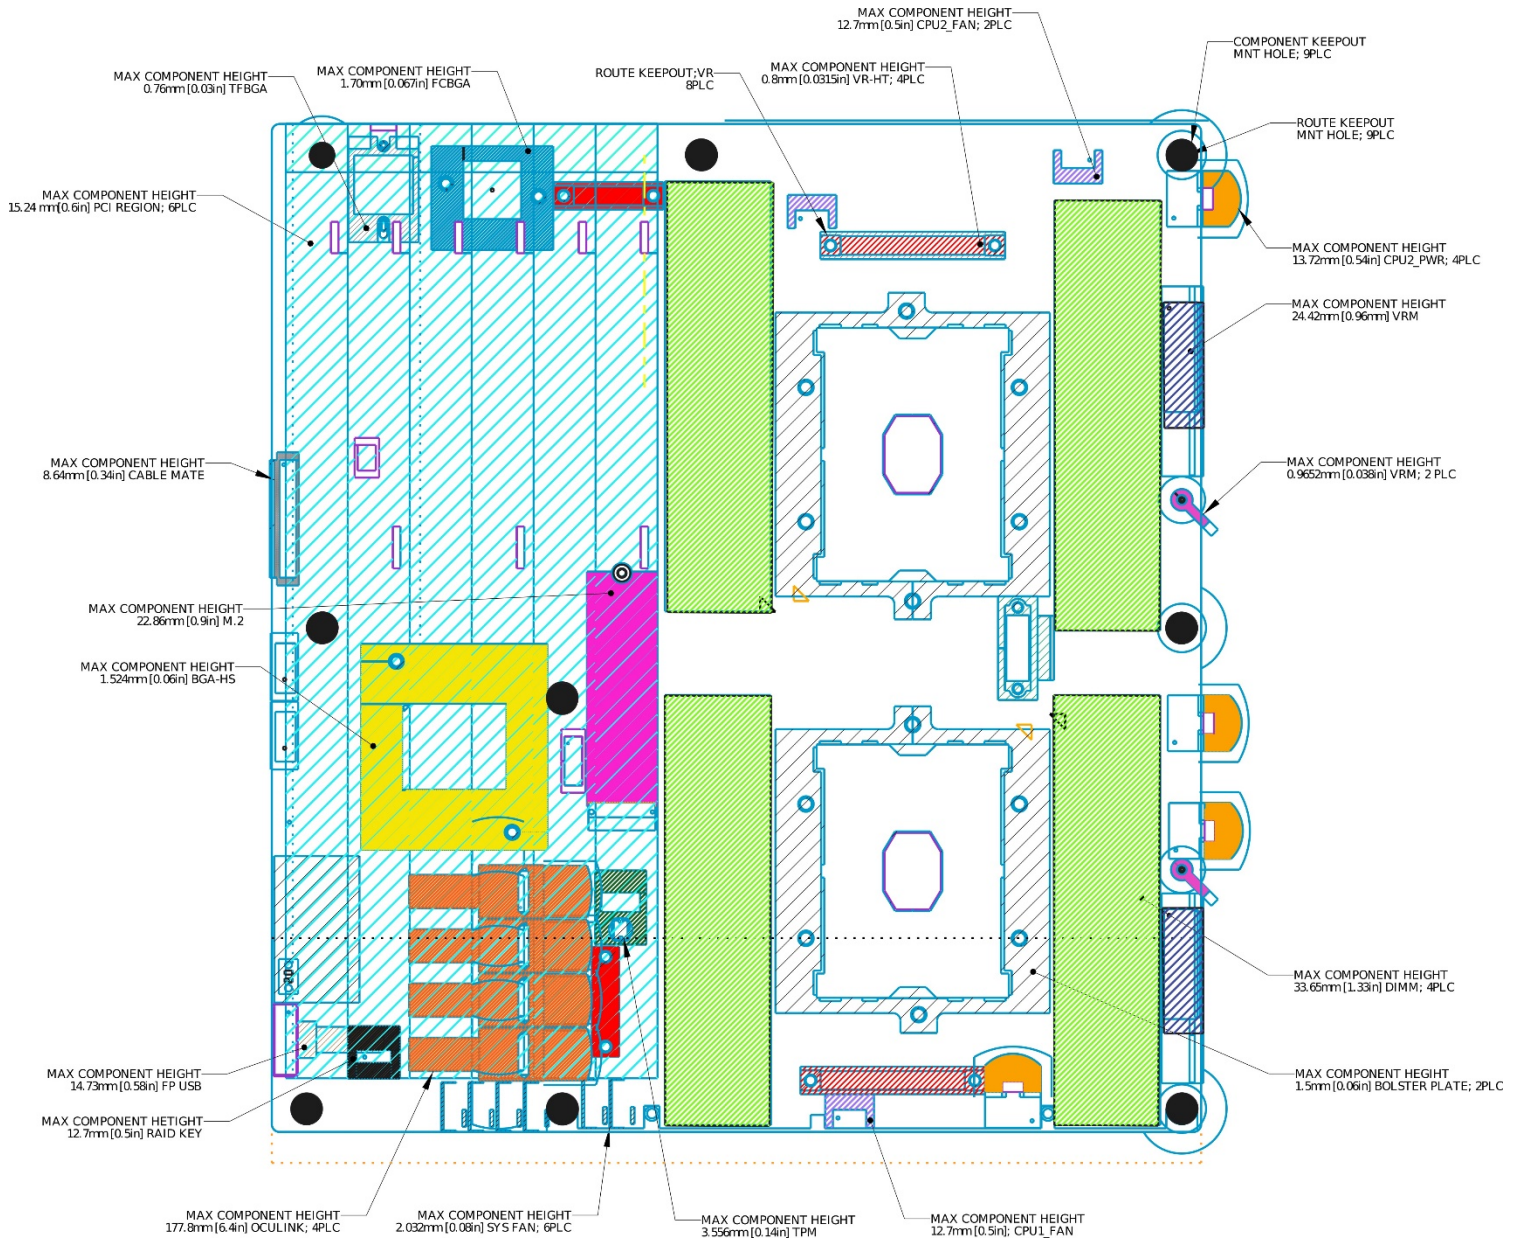 MAX COMPONENT HEIGHT
12.7mm [0.5in] CPU2_FAN; 2PLC
COMPONENT KEEPOUT
MNT HOLE; 9PLC
MAX COMPONENT HEIGHT
0.76mm [0.03in] TFBGA
MAX COMPONENT HEIGHT
1.70mm [0.067in] FCBGA
ROUTE KEEPOUT;VR
8PLC
MAX COMPONENT HEIGHT
0.8mm [0.0315in] VR-HT; 4PLC
ROUTE KEEPOUT
MNT HOLE; 9PLC
MAX COMPONENT HEIGHT
15.24 mm[0.6in] PCI REGION; 6PLC
MAX COMPONENT HEIGHT
13.72mm [0.54in] CPU2_PWR; 4PLC
MAX COMPONENT HEIGHT
24.42mm [0.96mm] VRM
MAX COMPONENT HEIGHT
8.64mm [0.34in] CABLE MATE
MAX COMPONENT HEIGHT
0.9652mm [0.038in] VRM; 2 PLC
MAX COMPONENT HEIGHT
22.86mm [0.9in] M.2
MAX COMPONENT HEIGHT
1.524mm [0.06in] BGA-HS
MAX COMPONENT HEIGHT
33.65mm [1.33in] DIMM; 4PLC
MAX COMPONENT HEIGHT
14.73mm [0.58in] FP USB
MAX COMPONENT HEIGHT
1.5mm [0.06in] BOLSTER PLATE; 2PLC
MAX COMPONENT HETIGHT
12.7mm [0.5in] RAID KEY
MAX COMPONENT HEIGHT
177.8mm [6.4in] OCULINK; 4PLC
MAX COMPONENT HEIGHT
2.032mm [0.08in] SYS FAN; 6PLC
MAX COMPONENT HEIGHT
3.556mm [0.14in] TPM
MAX COMPONENT HEIGHT
12.7mm [0.5in]; CPU1_FAN